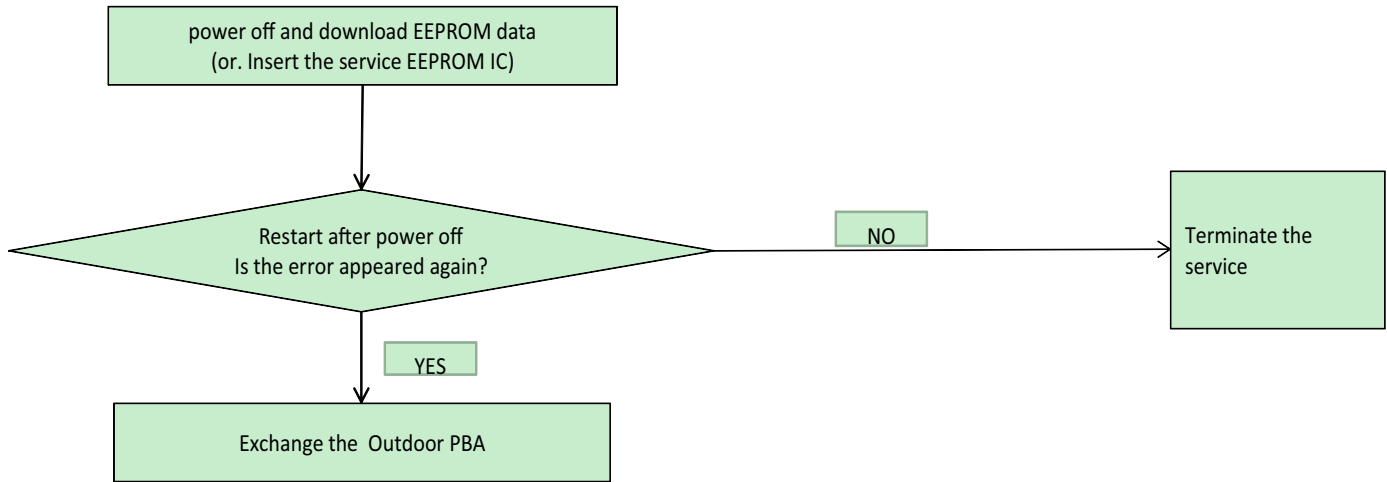 power off and download EEPROM data
(or. Insert the service EEPROM IC)
Restart after power off
Is the error appeared again?
NO
Terminate the
service
YES
Exchange the  Outdoor PBA